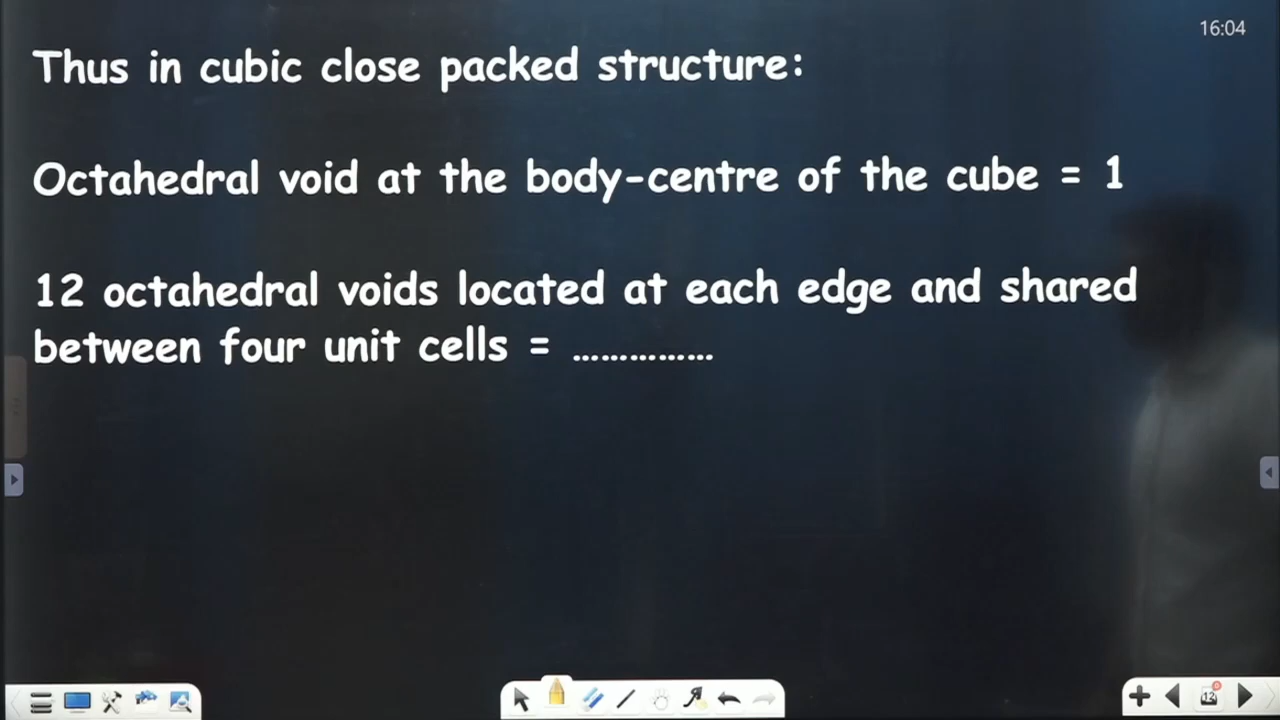 16:04
Thus in cubic close packed structure:
Octahedral void at the body-centre of the cube = 1
12 octahedral voids located at each edge and shared
between four unit cells = ...............
12